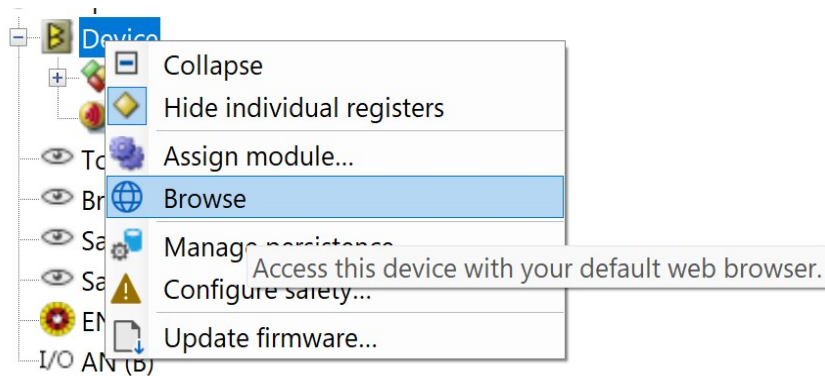 Device
Collapse
Hide individual registers
Assign module...
Browse
Manage persistence
Access this device with your default web browser.
Configure safety...
Update firmware...
I/O AN (B)